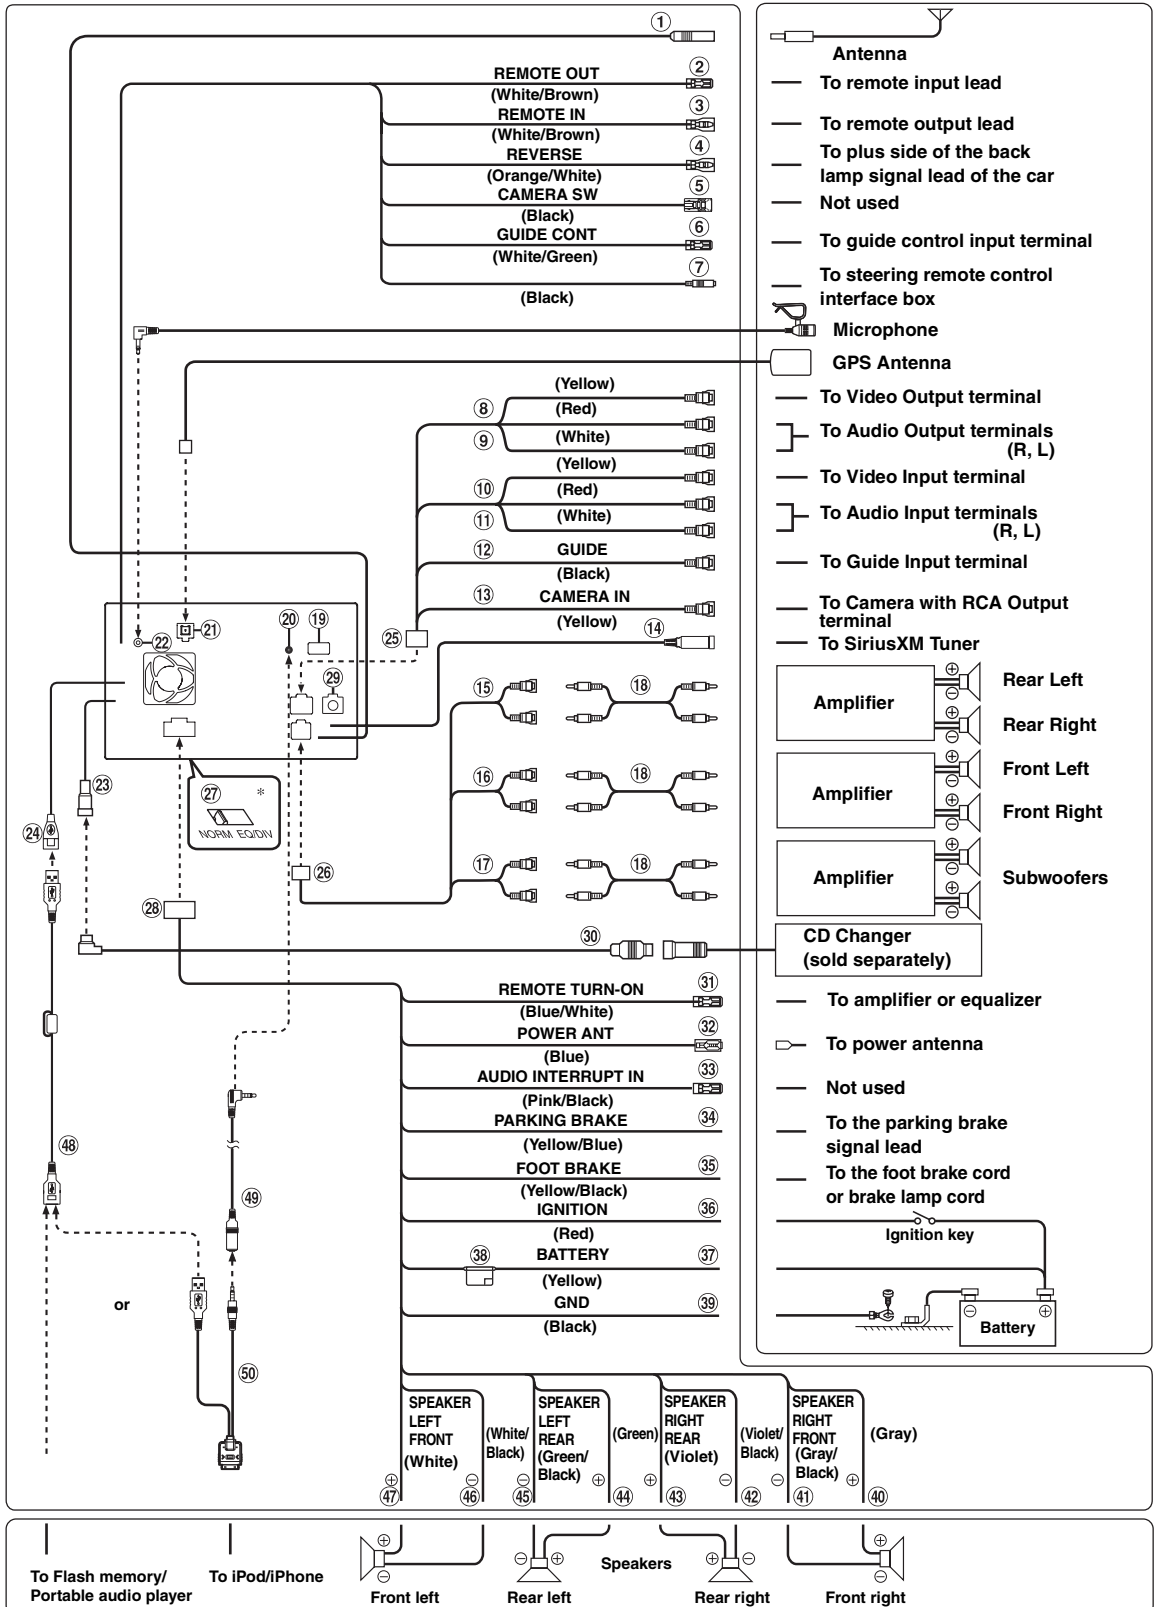 ①
Antenna
②
REMOTE OUT
(White/Brown)
To remote input lead
③
REMOTE IN
(White/Brown)
To remote output lead
④
REVERSE
(Orange/White)
To plus side of the back
lamp signal lead of the car
⑤
CAMERA SW
(Black)
Not used
⑥
GUIDE CONT
(White/Green)
To guide control input terminal
⑦
(Black)
To steering remote control
interface box
Microphone
GPS Antenna
(Yellow)
To Video Output terminal
⑧
(Red)
⑨
(White)
To Audio Output terminals
(R, L)
(Yellow)
To Video Input terminal
⑩
(Red)
⑪
(White)
To Audio Input terminals
(R, L)
⑫
GUIDE
(Black)
To Guide Input terminal
⑬
CAMERA IN
(Yellow)
To Camera with RCA Output
terminal
⑭
To SiriusXM Tuner
㉒
㉑
⑳
⑲
㉕
㉙
⑮
⑱
Amplifier
⊕
⊖
Rear Left
⊕
⊖
Rear Right
⑯
⑱
Amplifier
⊕
⊖
Front Left
⊕
⊖
Front Right
⑰
⑱
Amplifier
⊕
⊖
⊕
⊖
Subwoofers
㉓
㉔
㉗ *
NORM EQ/DIV
㉖
㉘
㉚
CD Changer
(sold separately)
㉛
REMOTE TURN-ON
(Blue/White)
To amplifier or equalizer
㉜
POWER ANT
(Blue)
To power antenna
㉝
AUDIO INTERRUPT IN
(Pink/Black)
Not used
㉞
PARKING BRAKE
(Yellow/Blue)
To the parking brake
signal lead
㉟
FOOT BRAKE
(Yellow/Black)
To the foot brake cord
or brake lamp cord
㊱
IGNITION
(Red)
Ignition key
㊳
BATTERY
㊲
(Yellow)
GND
㊴
(Black)
⊖ ⊕
Battery
㊽
㊾
or
㊿
SPEAKER
LEFT
FRONT
(White)
(White/
Black)
SPEAKER
LEFT
REAR
(Green/
Black)
(Green)
SPEAKER
RIGHT
REAR
(Violet)
(Violet/
Black)
SPEAKER
RIGHT
FRONT
(Gray/
Black)
(Gray)
⊕ ⊖ ⊖ ⊕ ⊕ ⊖ ⊖ ⊕
㊼ ㊻ ㊺ ㊹ ㊸ ㊷ ㊶ ㊵
To Flash memory/
Portable audio player
To iPod/iPhone
⊕
⊖
Front left
⊖ ⊕
Rear left
Speakers
⊕ ⊖
Rear right
⊕
⊖
Front right